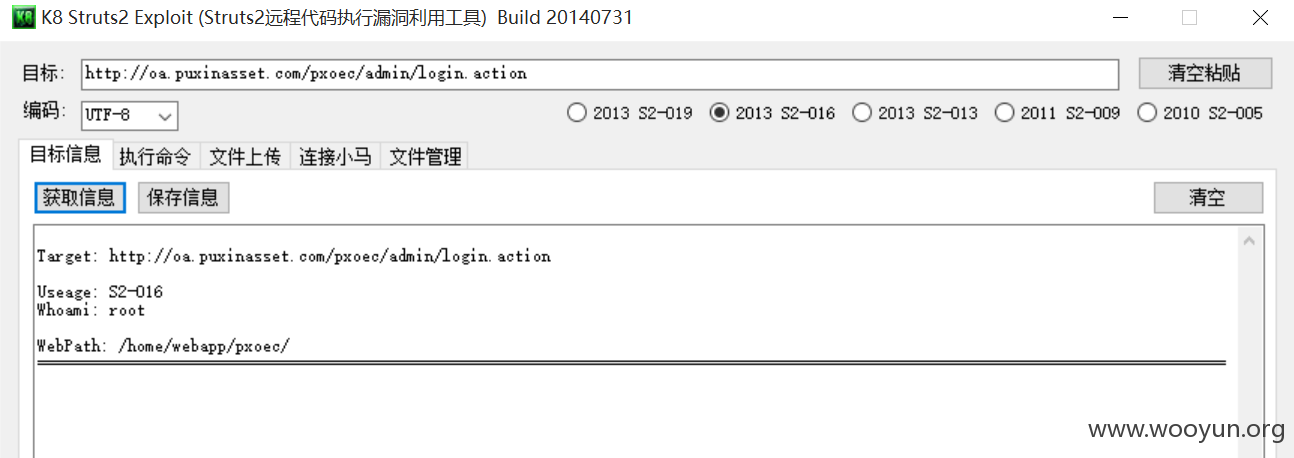 K8 Struts2 Exploit (Struts2远程代码执行漏洞利用工具) Build 20140731
目标: http://oa.puxinasset.com/pxoec/admin/login.action 清空粘贴
编码: UTF-8 2013 S2-019 2013 S2-016 2013 S2-013 2011 S2-009 2010 S2-005
目标信息 执行命令 文件上传 连接小马 文件管理
获取信息 保存信息 清空
Target: http://oa.puxinasset.com/pxoec/admin/login.action
Useage: S2-016
Whoami: root
WebPath: /home/webapp/pxoec/
================================================================
www.wooyun.org